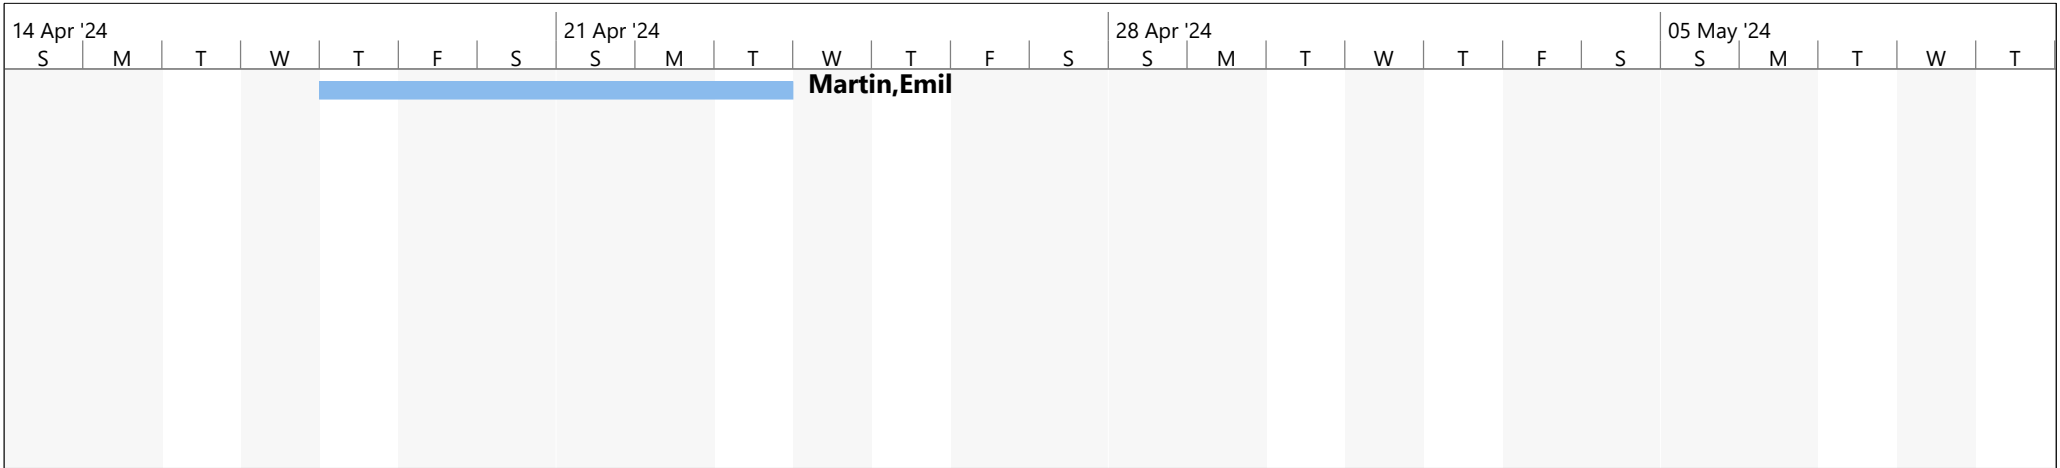 14 Apr '24 21 Apr '24 28 Apr '24 05 May '24
S M T W T F S S M T W T F S S M T W T F S S M T W T
Martin,Emil